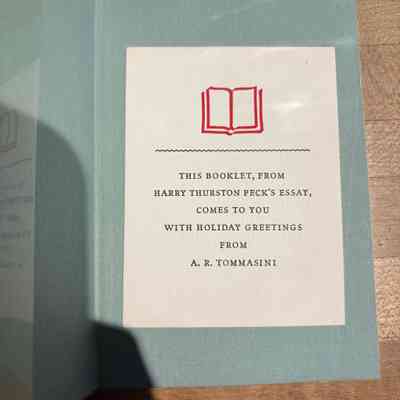 THIS BOOKLET, FROM
HARRY THURSTON PECK'S ESSAY,
COMES TO YOU
WITH HOLIDAY GREETINGS
FROM
A. R. TOMMASINI